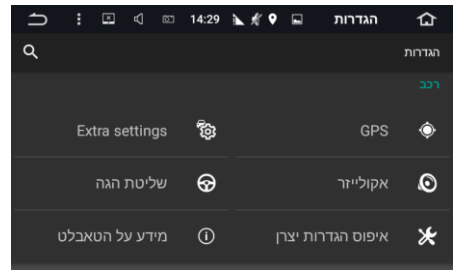 14:29 הגדרות
הגדרות
רכב
GPS Extra settings
אקולייזר שליטת הגה
איפוס הגדרות יצרן מידע על הטאבלט